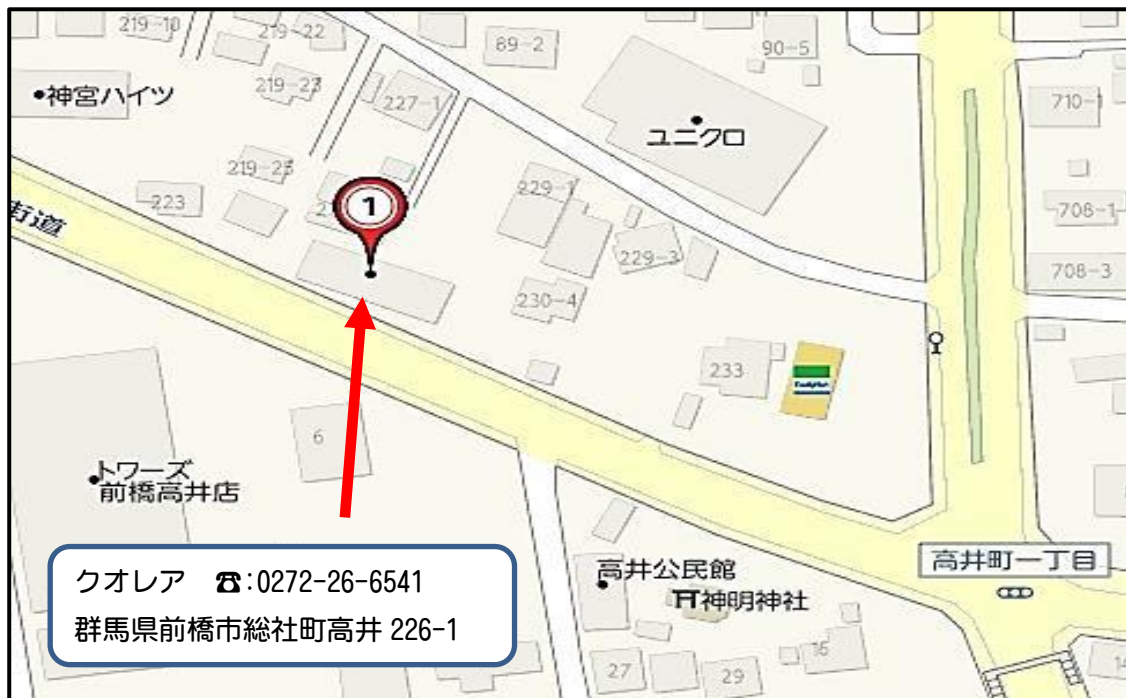 219-10
219-22
89-2
90-5
神宮ハイツ
219-23
227-1
ユニクロ
710-1
219-25
223
229-1
街道
1
708-1
229-3
708-3
230-4
233
FamilyMart
6
トワーズ
前橋高井店
クオレア ☎:0272-26-6541
群馬県前橋市総社町高井 226-1
高井公民館
神明神社
高井町一丁目
27
29
16